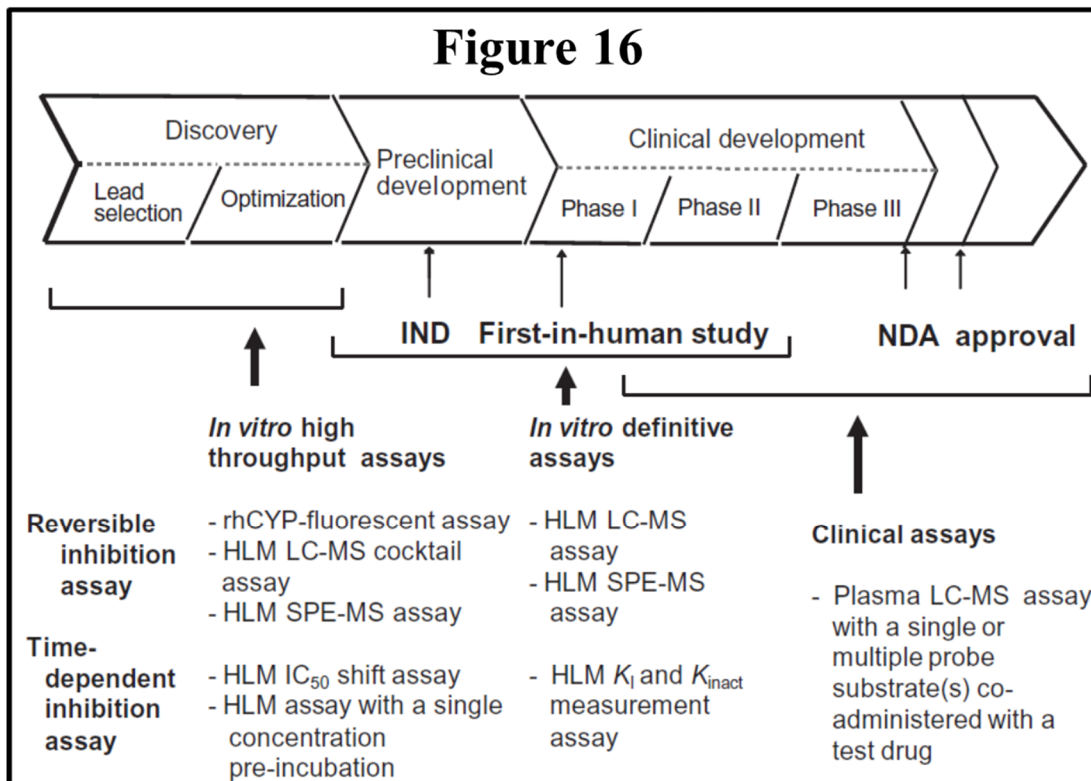 Figure 16
Discovery
Lead
selection
Optimization
Preclinical
development
Clinical development
Phase I
Phase II
Phase III
IND
First-in-human study
NDA
approval
In vitro high
throughput assays
In vitro definitive
assays
Reversible
inhibition
assay
- rhCYP-fluorescent assay
- HLM LC-MS cocktail
assay
- HLM SPE-MS assay
- HLM LC-MS
assay
- HLM SPE-MS
assay
Time-
dependent
inhibition
assay
- HLM IC50 shift assay
- HLM assay with a single
concentration
pre-incubation
- HLM KI and Kinact
measurement
assay
Clinical assays
- Plasma LC-MS assay
with a single or
multiple probe
substrate(s) co-
administered with a
test drug